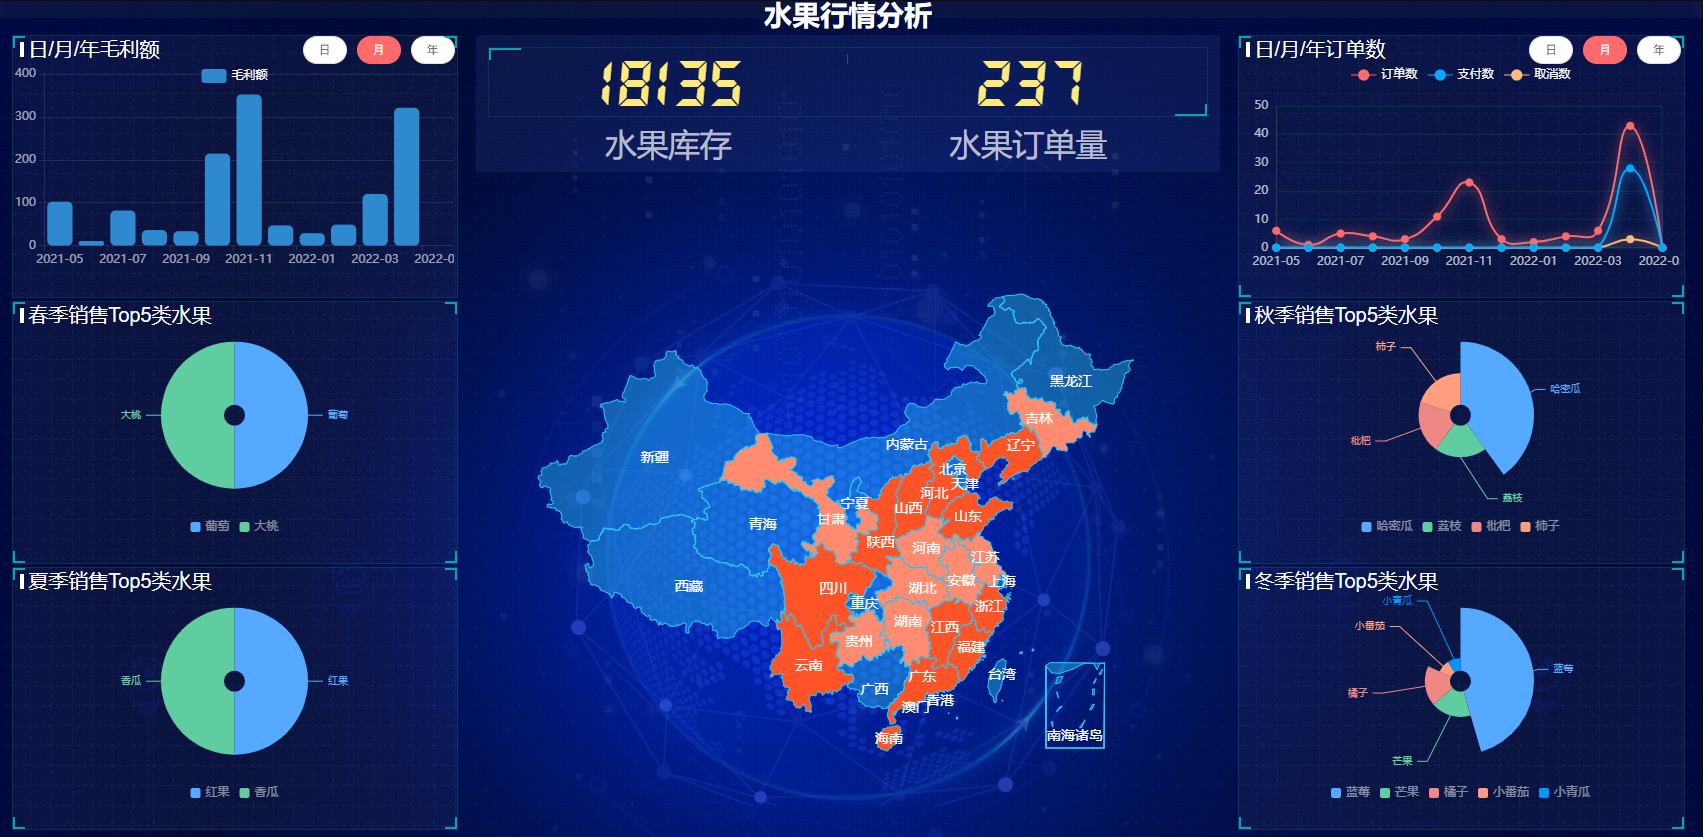 水果行情分析
日/月/年毛利额
日 月 年
毛利额
400
300
200
100
0
2021-05 2021-07 2021-09 2021-11 2022-01 2022-03 2022-0
春季销售Top5类水果
大桃
葡萄
葡萄 大桃
夏季销售Top5类水果
香瓜
红果
红果 香瓜
18135
237
水果库存
水果订单量
黑龙江
吉林
辽宁
内蒙古
新疆
北京
天津
河北
宁夏
山西
山东
甘肃
青海
陕西
河南
江苏
西藏
四川
湖北
安徽
上海
重庆
浙江
湖南
江西
贵州
福建
云南
广东
台湾
广西
香港
澳门
南海诸岛
海南
日/月/年订单数
日 月 年
订单数 支付数 取消数
50
40
30
20
10
0
2021-05 2021-07 2021-09 2021-11 2022-01 2022-03 2022-0
秋季销售Top5类水果
柿子
哈密瓜
枇杷
荔枝
哈密瓜 荔枝 枇杷 柿子
冬季销售Top5类水果
小青瓜
小番茄
蓝莓
橘子
芒果
蓝莓 芒果 橘子 小番茄 小青瓜